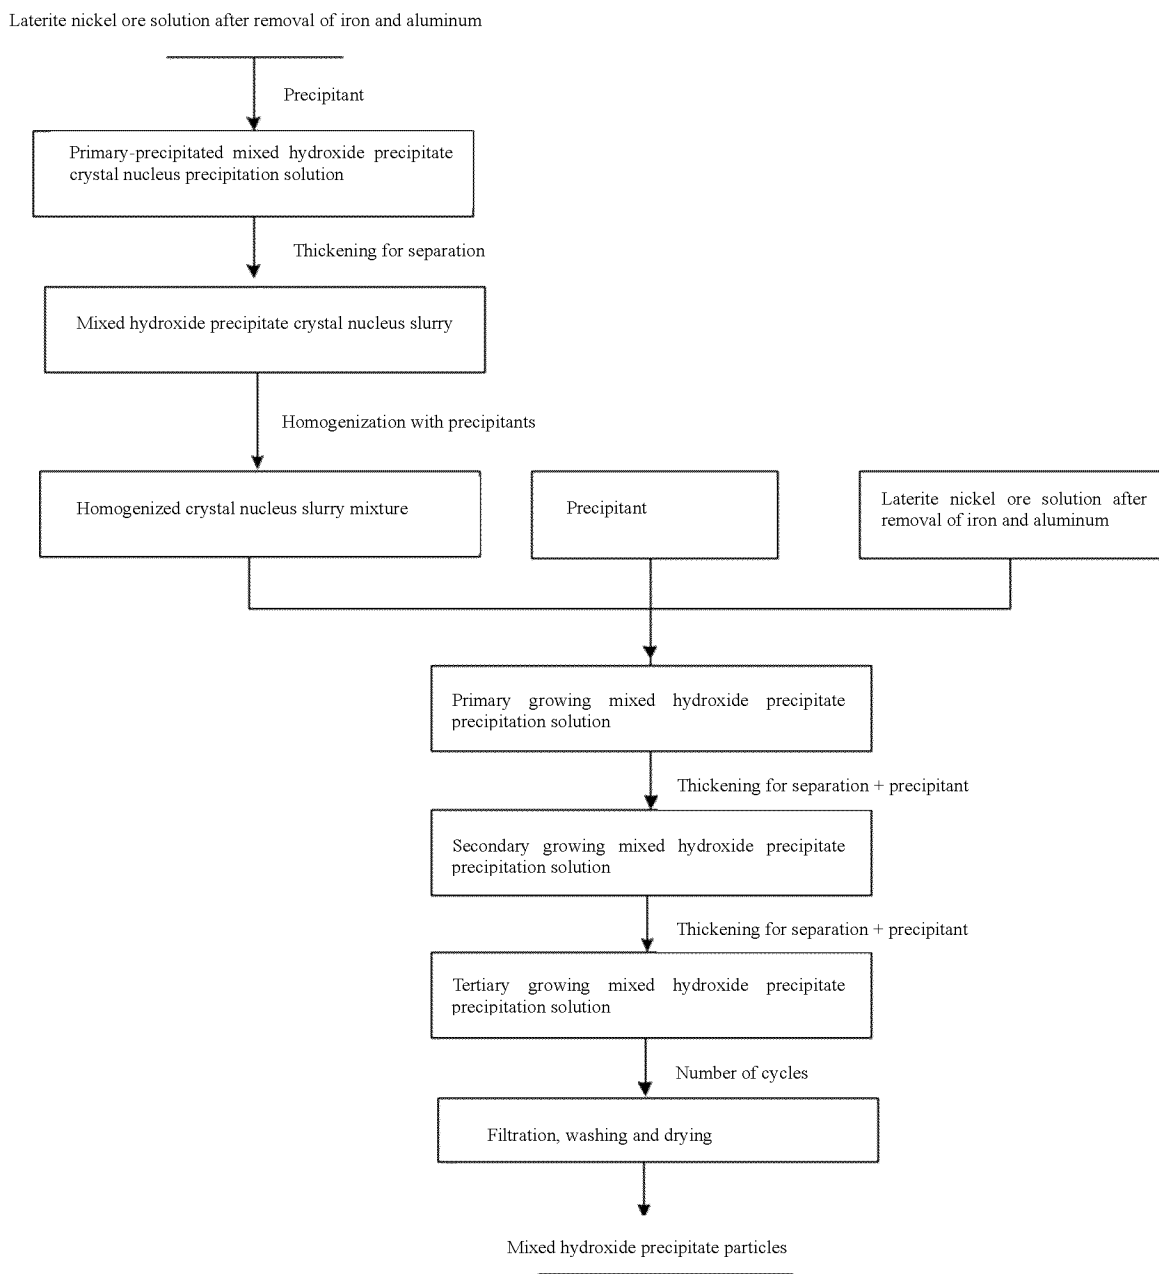 Laterite nickel ore solution after removal of iron and aluminum
Precipitant
Primary-precipitated mixed hydroxide precipitate
crystal nucleus precipitation solution
Thickening for separation
Mixed hydroxide precipitate crystal nucleus slurry
Homogenization with precipitants
Homogenized crystal nucleus slurry mixture
Precipitant
Laterite nickel ore solution after
removal of iron and aluminum
Primary growing mixed hydroxide precipitate
precipitation solution
Thickening for separation + precipitant
Secondary growing mixed hydroxide precipitate
precipitation solution
Thickening for separation + precipitant
Tertiary growing mixed hydroxide precipitate
precipitation solution
Number of cycles
Filtration, washing and drying
Mixed hydroxide precipitate particles